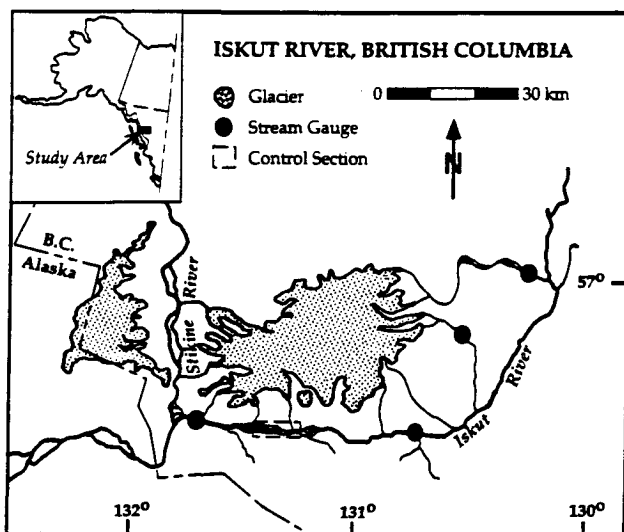 ISKUT RIVER, BRITISH COLUMBIA
Glacier
0 30 km
Stream Gauge
Control Section
N
Study Area
B.C.
Alaska
Stikine River
57°
Iskut River
132° 131° 130°